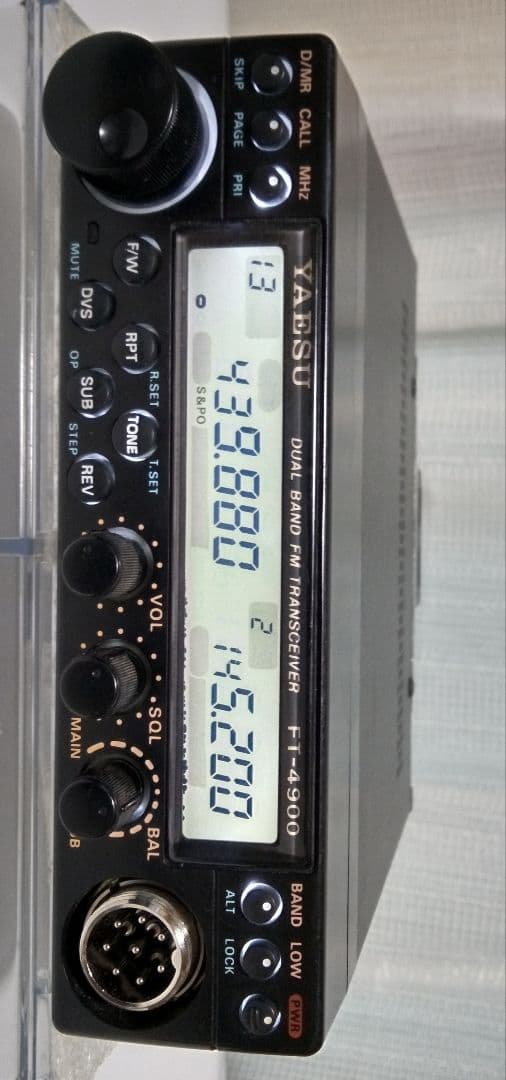 YAESU DUAL BAND FM TRANSCEIVER FT-4900
D/MR CALL MHz
SKIP PAGE PRI
13 439.880 2 145.200
0 S&PO
BAND LOW PWR
ALT LOCK
F/W RPT TONE
R.SET T.SET
DVS SUB REV
MUTE OP STEP
VOL SQL BAL
MAIN